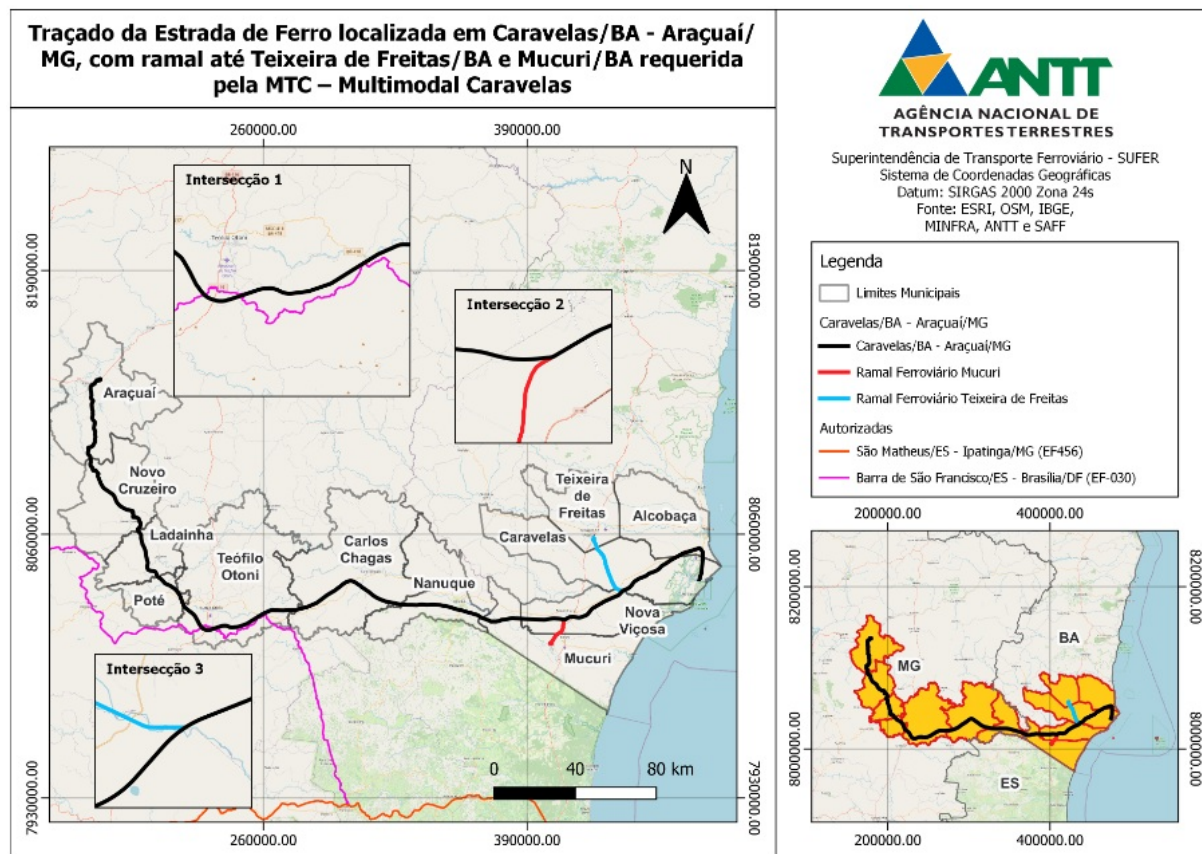 Traçado da Estrada de Ferro localizada em Caravelas/BA - Araçuaí/
MG, com ramal até Teixeira de Freitas/BA e Mucuri/BA requerida
pela MTC – Multimodal Caravelas
260000.00
390000.00
Intersecção 1
Teófilo Otoni
N
8190000.00
8190000.00
Intersecção 2
Araçuaí
Novo
Cruzeiro
Ladainha
Poté
Teófilo
Otoni
Carlos
Chagas
Nanuque
Teixeira
de
Freitas
Alcobaça
Caravelas
Nova
Viçosa
Mucuri
8060000.00
8060000.00
Intersecção 3
0
40
80 km
7930000.00
7930000.00
260000.00
390000.00
ANTT
AGÊNCIA NACIONAL DE
TRANSPORTES TERRESTRES
Superintendência de Transporte Ferroviário - SUFER
Sistema de Coordenadas Geográficas
Datum: SIRGAS 2000 Zona 24s
Fonte: ESRI, OSM, IBGE,
MINFRA, ANTT e SAFF
Legenda
Limites Municipais
Caravelas/BA - Araçuaí/MG
Caravelas/BA - Araçuaí/MG
Ramal Ferroviário Mucuri
Ramal Ferroviário Teixeira de Freitas
Autorizadas
São Matheus/ES - Ipatinga/MG (EF456)
Barra de São Francisco/ES - Brasília/DF (EF-030)
200000.00
400000.00
8200000.00
8200000.00
BA
MG
ES
8000000.00
8000000.00
200000.00
400000.00